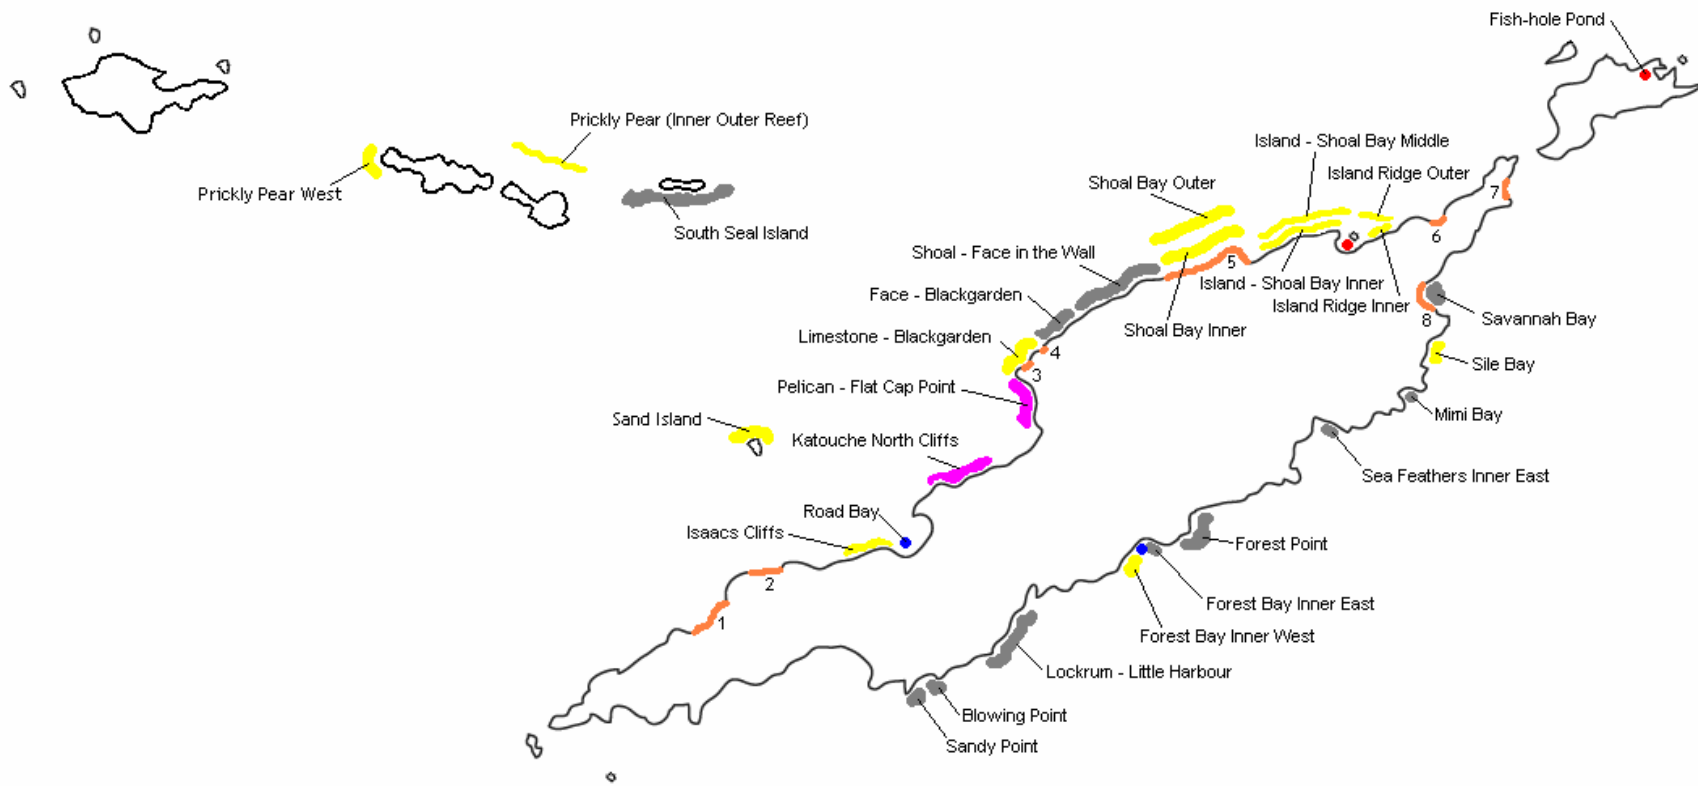 Fish-hole Pond
Prickly Pear (Inner Outer Reef)
Island - Shoal Bay Middle
Island Ridge Outer
Prickly Pear West
Shoal Bay Outer
7
South Seal Island
6
Shoal - Face in the Wall
5
Island - Shoal Bay Inner
Face - Blackgarden
Island Ridge Inner
8
Savannah Bay
Shoal Bay Inner
Limestone - Blackgarden
4
Sile Bay
3
Pelican - Flat Cap Point
Mimi Bay
Sand Island
Katouche North Cliffs
Sea Feathers Inner East
Road Bay
Isaacs Cliffs
Forest Point
2
Forest Bay Inner East
1
Forest Bay Inner West
Lockrum - Little Harbour
Blowing Point
Sandy Point